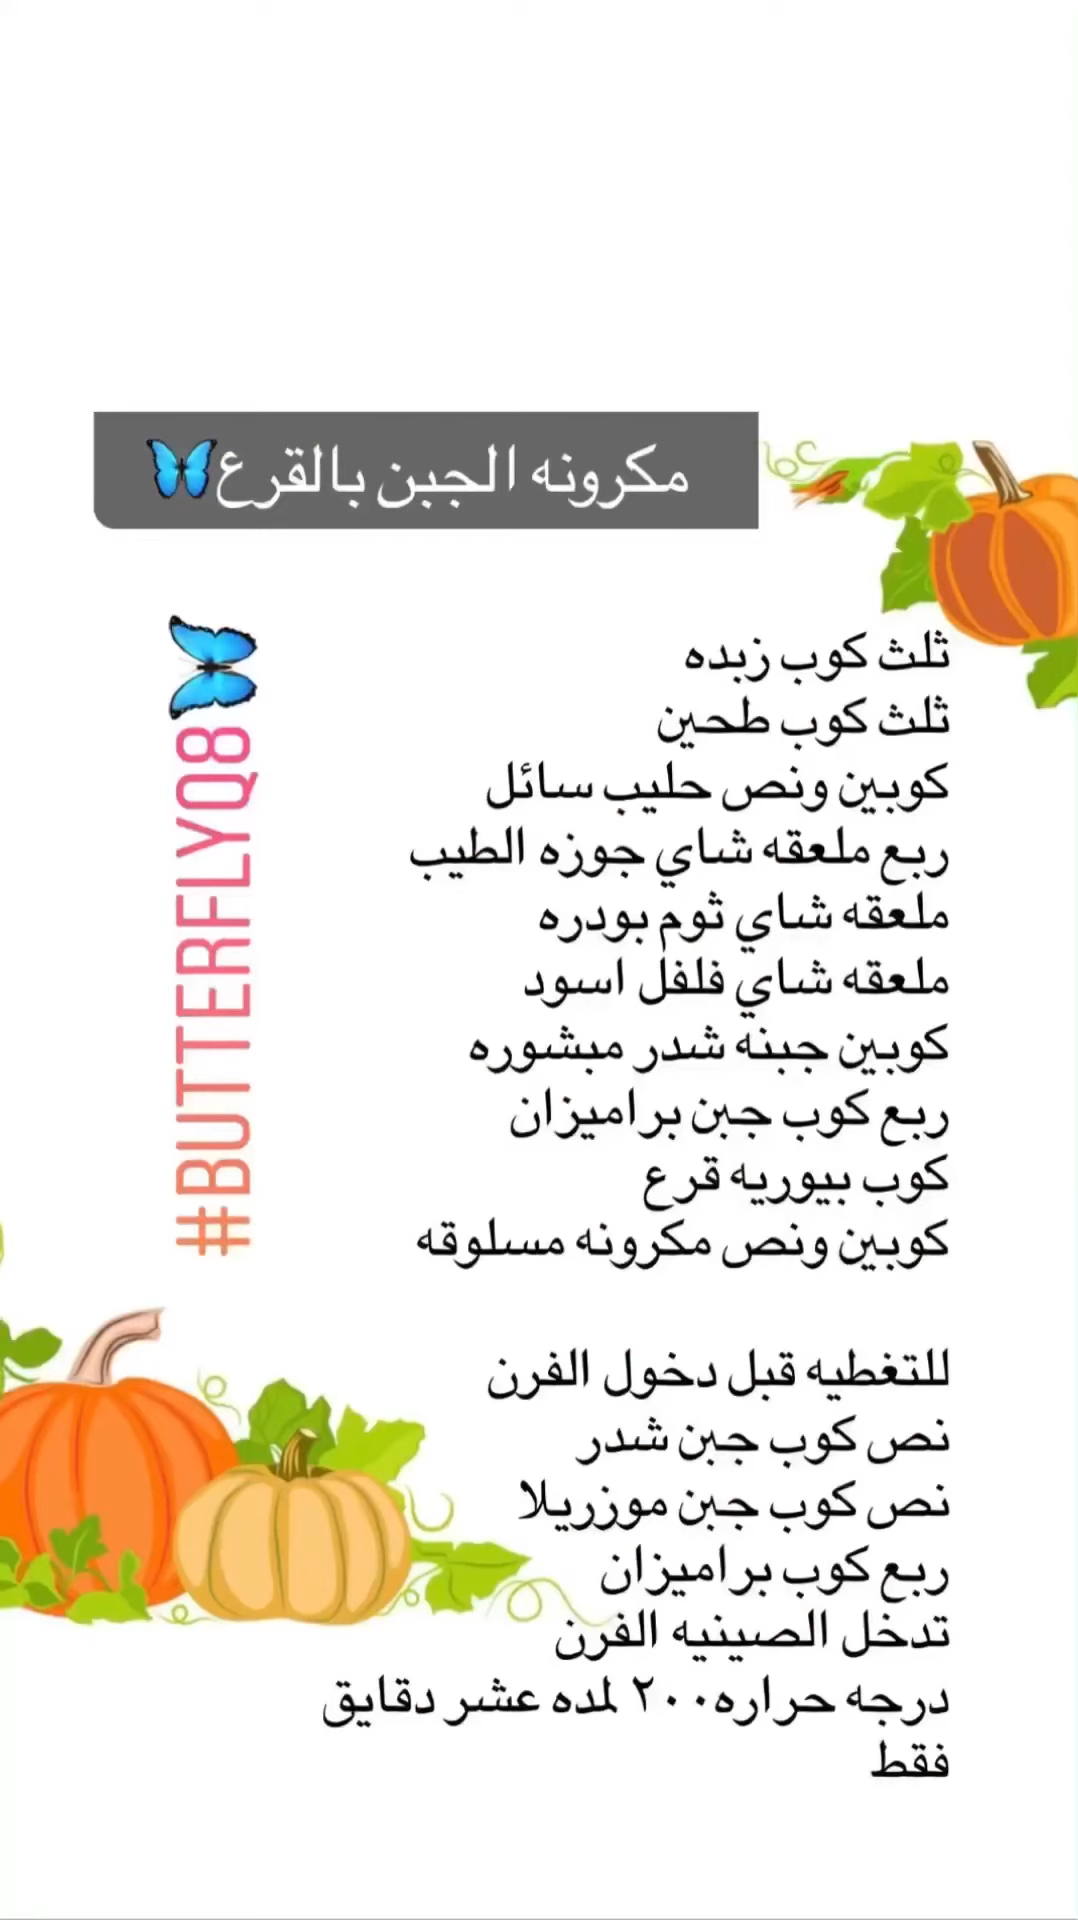 مكرونه الجبن بالقرع🦋
#BUTTERFLYQ8🦋
ثلث كوب زبده
ثلث كوب طحين
كوبين ونص حليب سائل
ربع ملعقه شاي جوزه الطيب
ملعقه شاي ثوم بودره
ملعقه شاي فلفل اسود
كوبين جبنه شدر مبشوره
ربع كوب جبن براميزان
كوب بيوريه قرع
كوبين ونص مكرونه مسلوقه
للتغطيه قبل دخول الفرن
نص كوب جبن شدر
نص كوب جبن موزريلا
ربع كوب براميزان
تدخل الصينيه الفرن
درجه حراره٢٠٠ لمده عشر دقايق
فقط